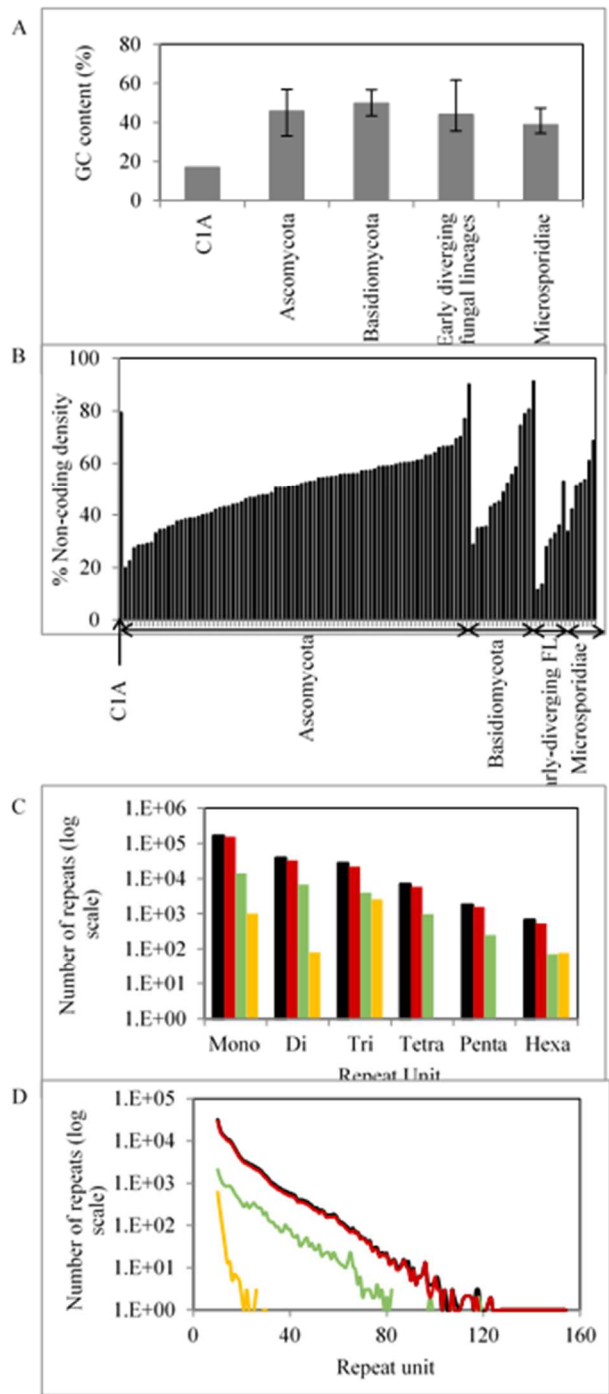 A
GC content (%)
80
60
40
20
0
C1A
Ascomycota
Basidiomycota
Early diverging
fungal lineages
Microsporidiae
B
% Non-coding density
100
80
60
40
20
0
C1A
Ascomycota
Basidiomycota
arly-diverging FL
Microsporidiae
C
Number of repeats (log
scale)
1.E+06
1.E+05
1.E+04
1.E+03
1.E+02
1.E+01
1.E+00
Mono Di Tri Tetra Penta Hexa
Repeat Unit
D
Number of repeats (log
scale)
1.E+05
1.E+04
1.E+03
1.E+02
1.E+01
1.E+00
0 40 80 120 160
Repeat unit